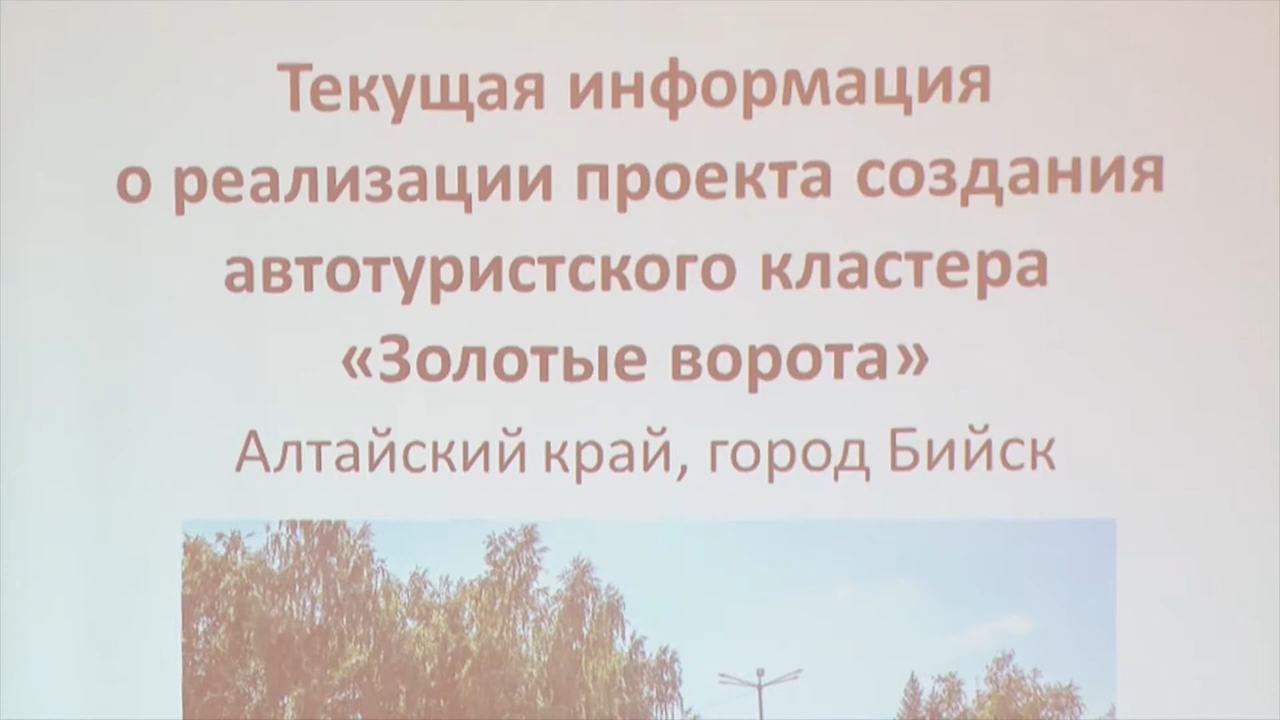 Текущая информация
о реализации проекта создания
автотуристского кластера
«Золотые ворота»
Алтайский край, город Бийск